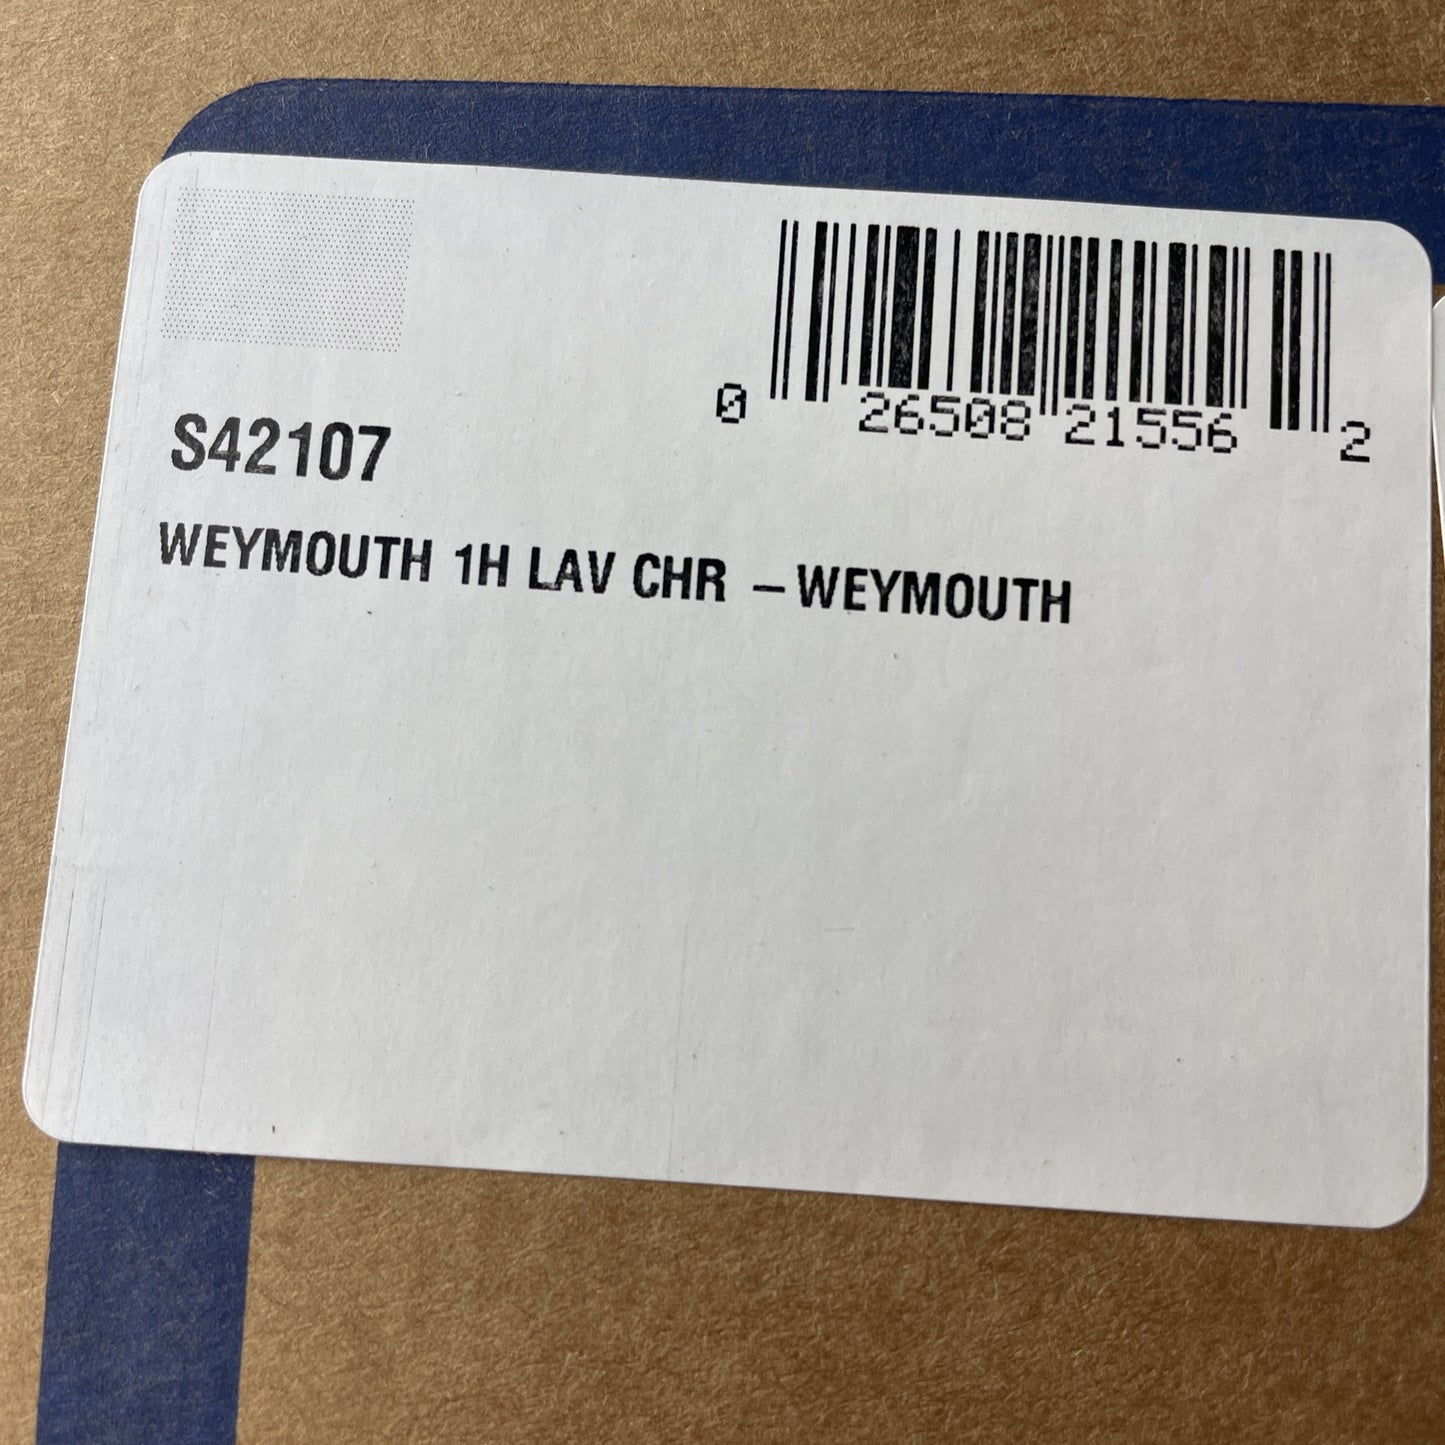 0 26508 21556 2
S42107
WEYMOUTH 1H LAV CHR – WEYMOUTH